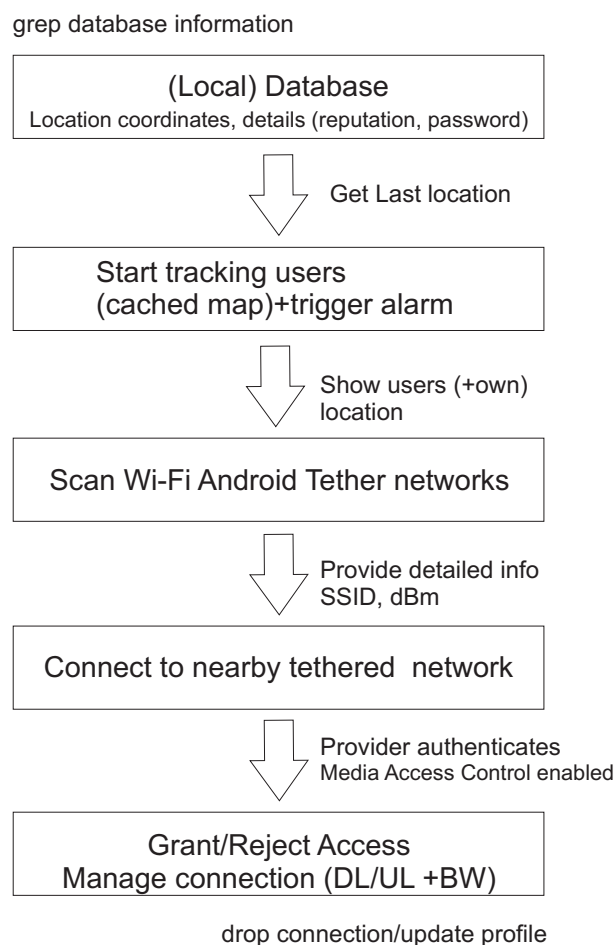 grep database information
(Local) Database
Location coordinates, details (reputation, password)
Get Last location
Start tracking users
(cached map)+trigger alarm
Show users (+own)
location
Scan Wi-Fi Android Tether networks
Provide detailed info
SSID, dBm
Connect to nearby tethered network
Provider authenticates
Media Access Control enabled
Grant/Reject Access
Manage connection (DL/UL +BW)
drop connection/update profile